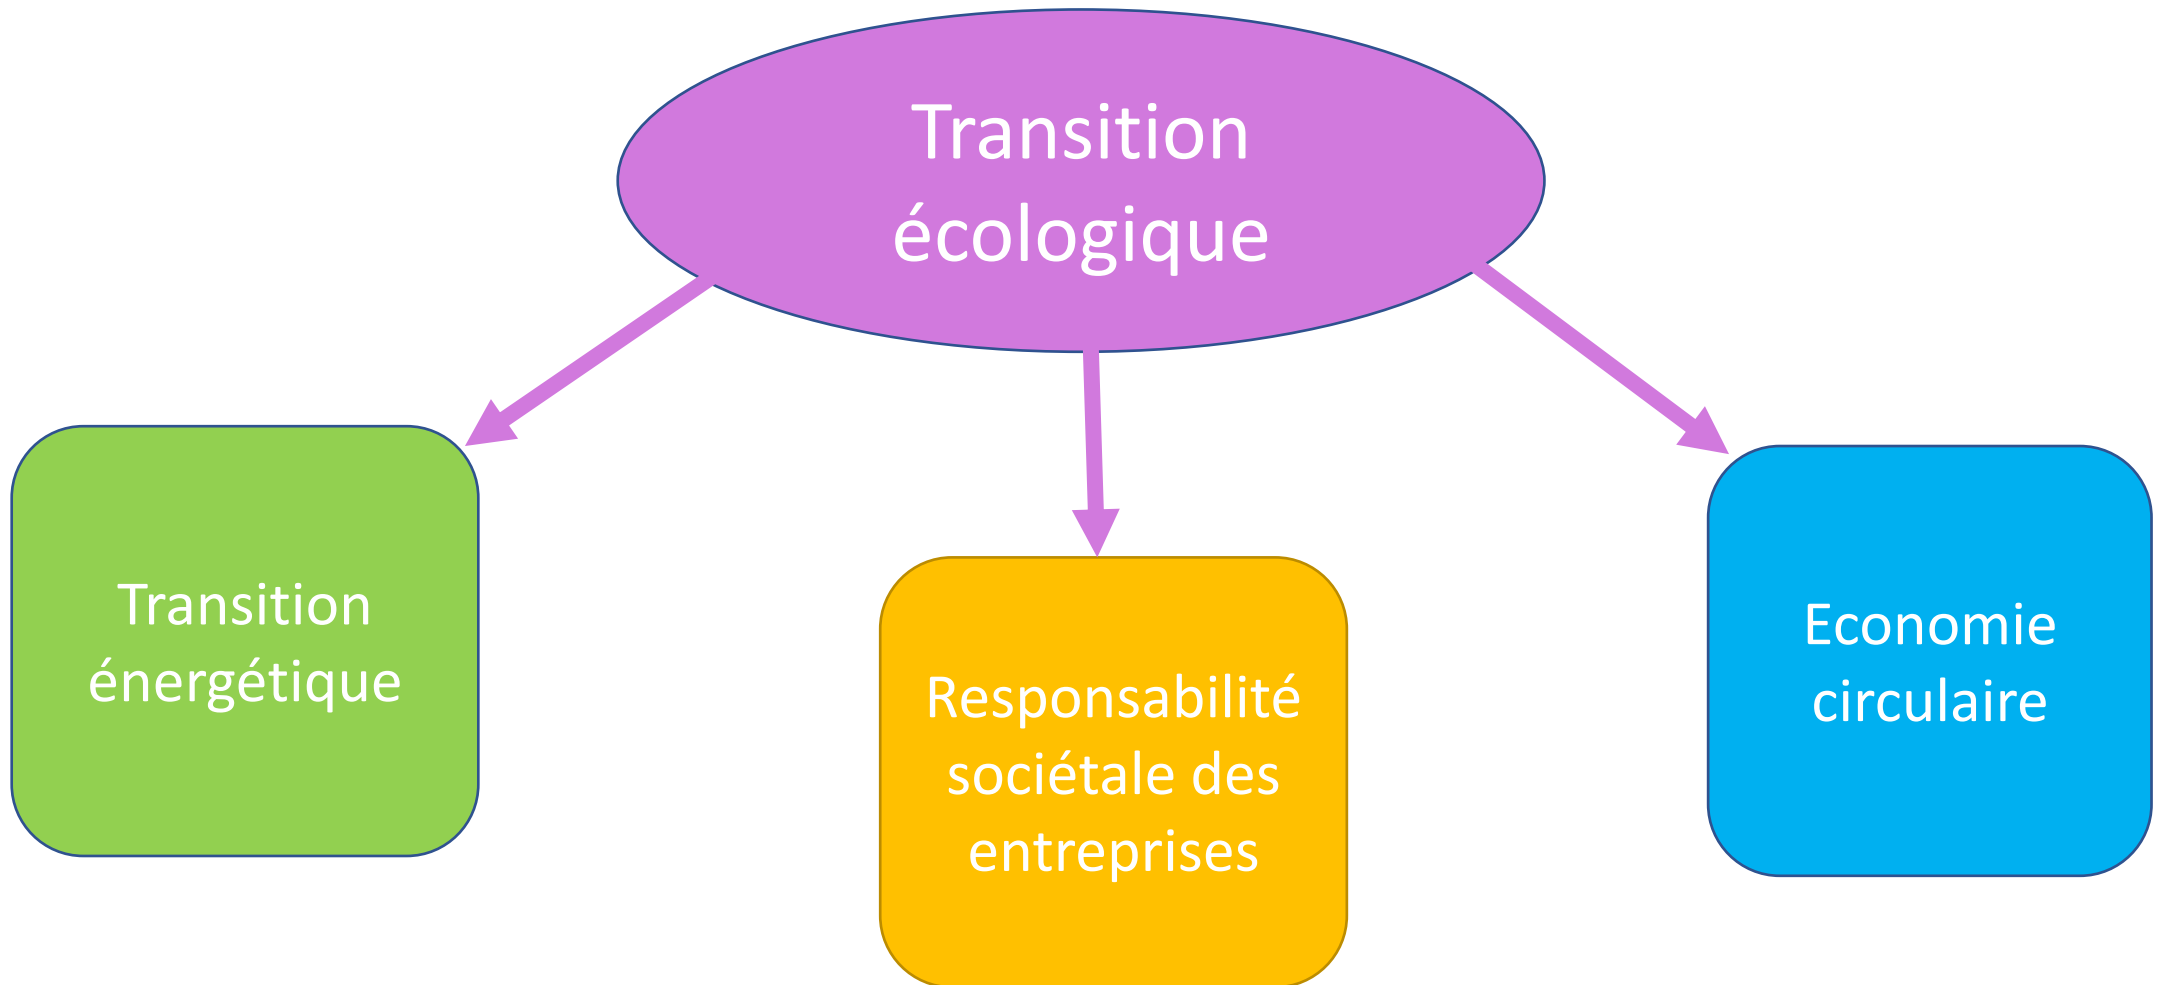 Transition
écologique
Transition
énergétique
Responsabilité
sociétale des
entreprises
Economie
circulaire